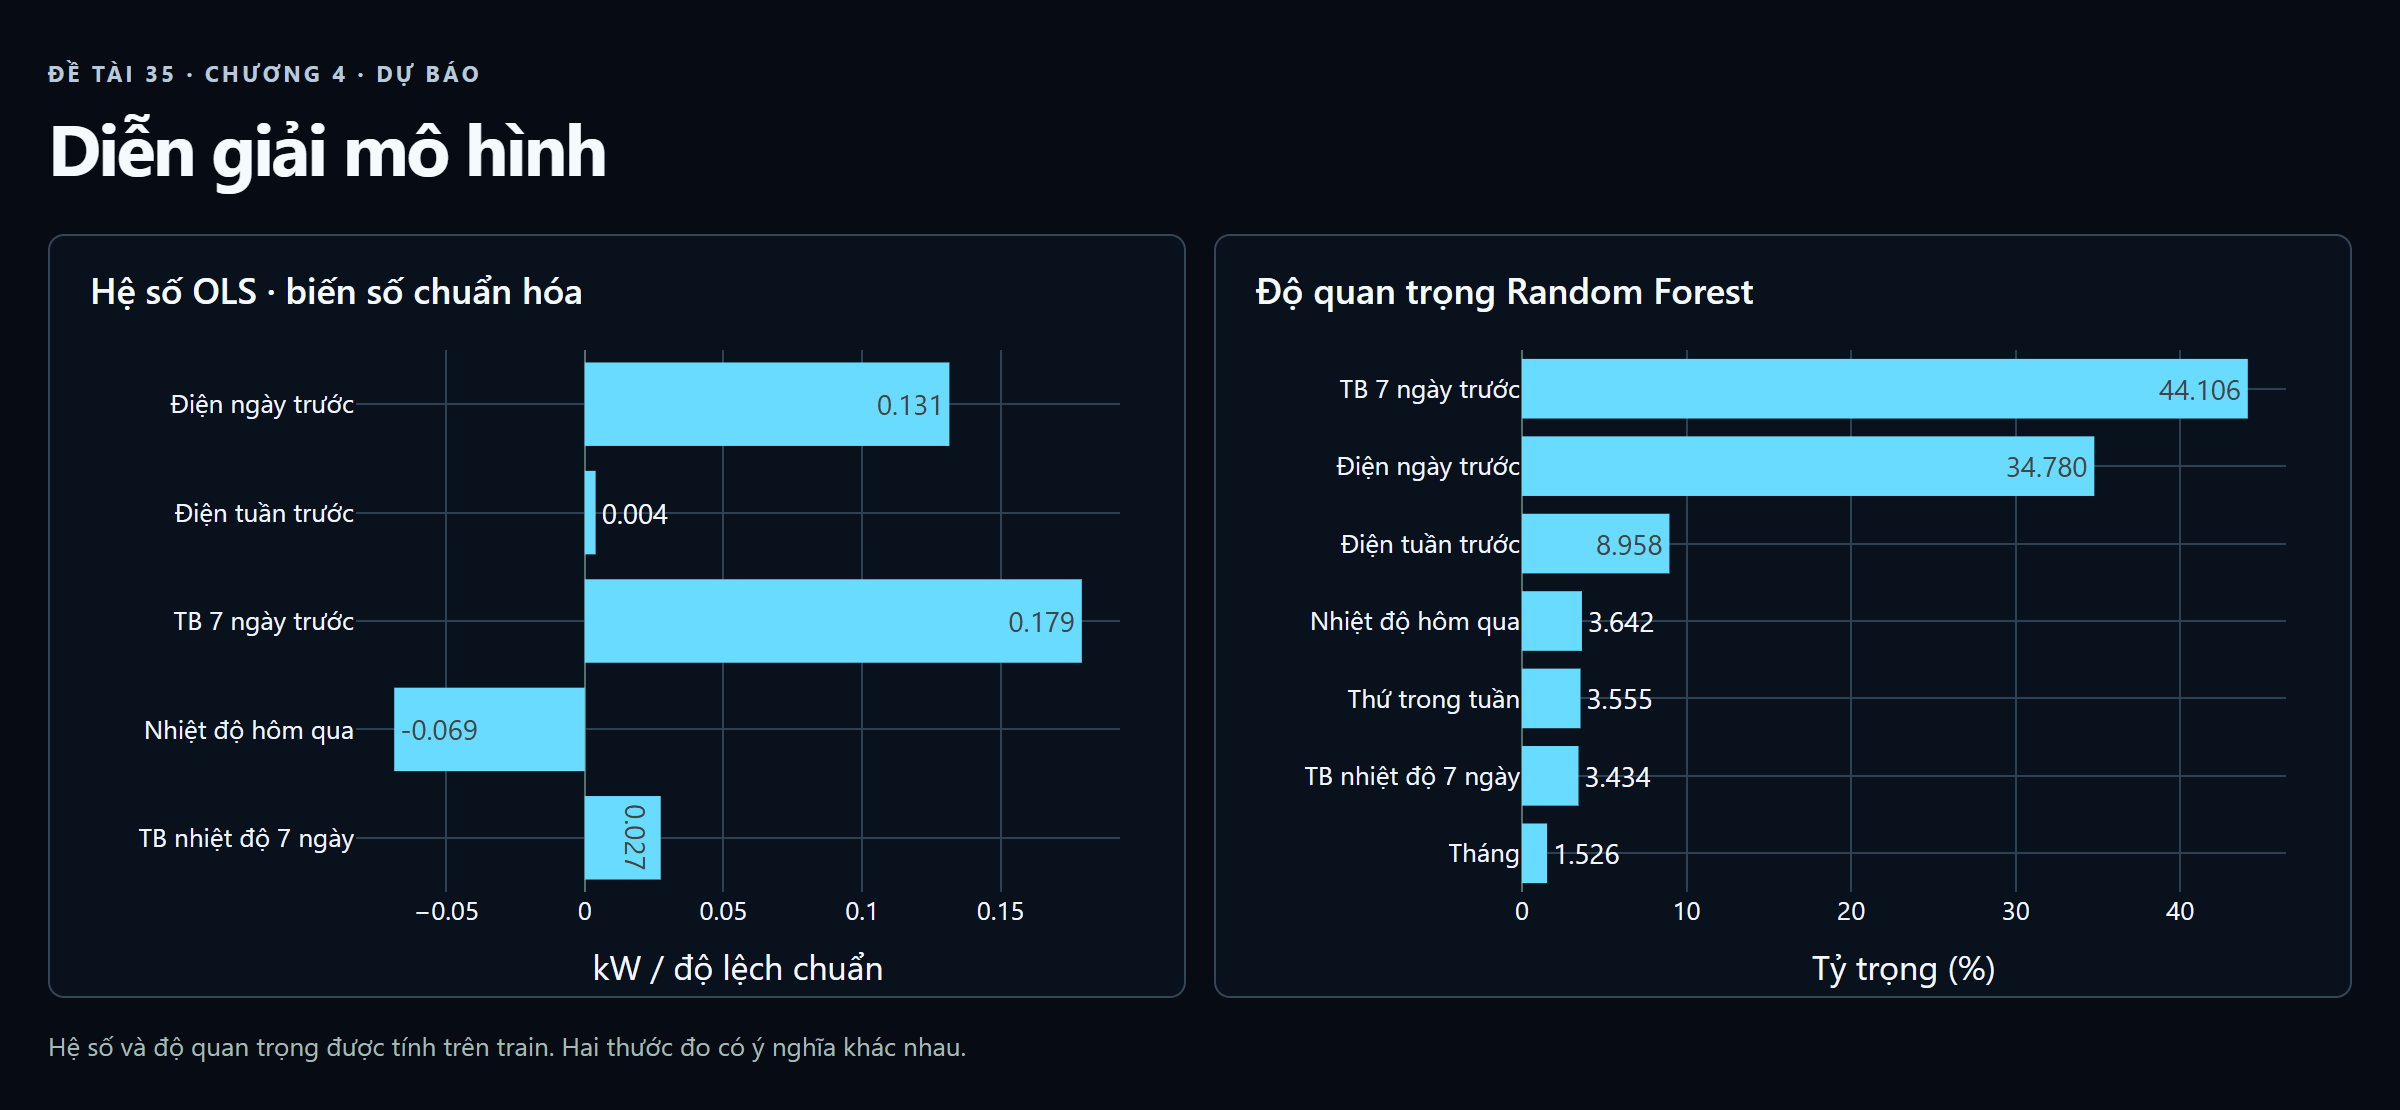 ĐỀ TÀI 35 · CHƯƠNG 4 · DỰ BÁO
Diễn giải mô hình
Hệ số OLS · biến số chuẩn hóa
Điện ngày trước
0.131
Điện tuần trước
0.004
TB 7 ngày trước
0.179
Nhiệt độ hôm qua
-0.069
TB nhiệt độ 7 ngày
0.027
−0.05 0 0.05 0.1 0.15
kW / độ lệch chuẩn
Độ quan trọng Random Forest
TB 7 ngày trước
44.106
Điện ngày trước
34.780
Điện tuần trước
8.958
Nhiệt độ hôm qua
3.642
Thứ trong tuần
3.555
TB nhiệt độ 7 ngày
3.434
Tháng
1.526
0 10 20 30 40
Tỷ trọng (%)
Hệ số và độ quan trọng được tính trên train. Hai thước đo có ý nghĩa khác nhau.